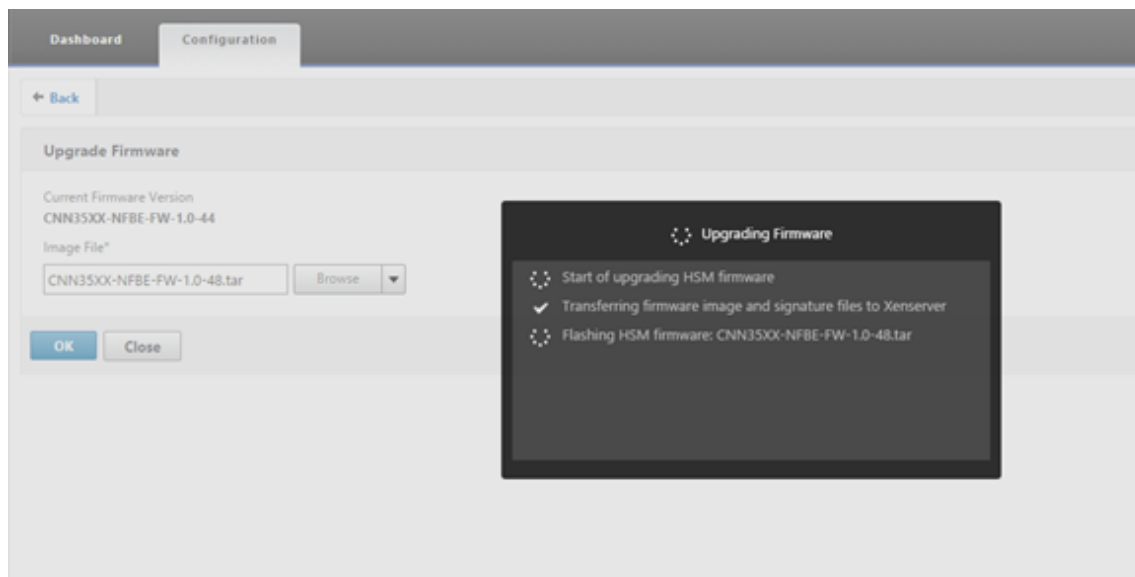 Dashboard Configuration
← Back
Upgrade Firmware
Current Firmware Version
CNN35XX-NFBE-FW-1.0-44
Image File*
CNN35XX-NFBE-FW-1.0-48.tar Browse
OK Close
Upgrading Firmware
Start of upgrading HSM firmware
Transferring firmware image and signature files to Xenserver
Flashing HSM firmware: CNN35XX-NFBE-FW-1.0-48.tar